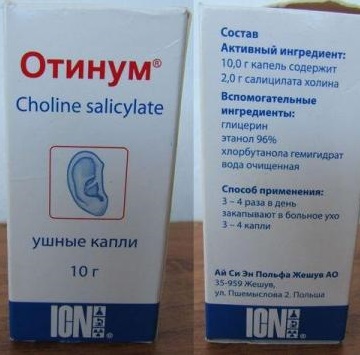 Отинум®
Choline salicylate
ушные капли
10 г
ICN®
Состав
Активный ингредиент:
10,0 г капель содержит
2,0 г салицилата холина
Вспомогательные
ингредиенты:
глицерин
этанол 96%
хлорбутанола гемигидрат
вода очищенная
Способ применения:
3 – 4 раза в день
закапывают в больное ухо
3 – 4 капли
Ай Си Эн Польфа Жешув АО
35-959 Жешув,
ул. Пшемыслова 2. Польша
ICN®